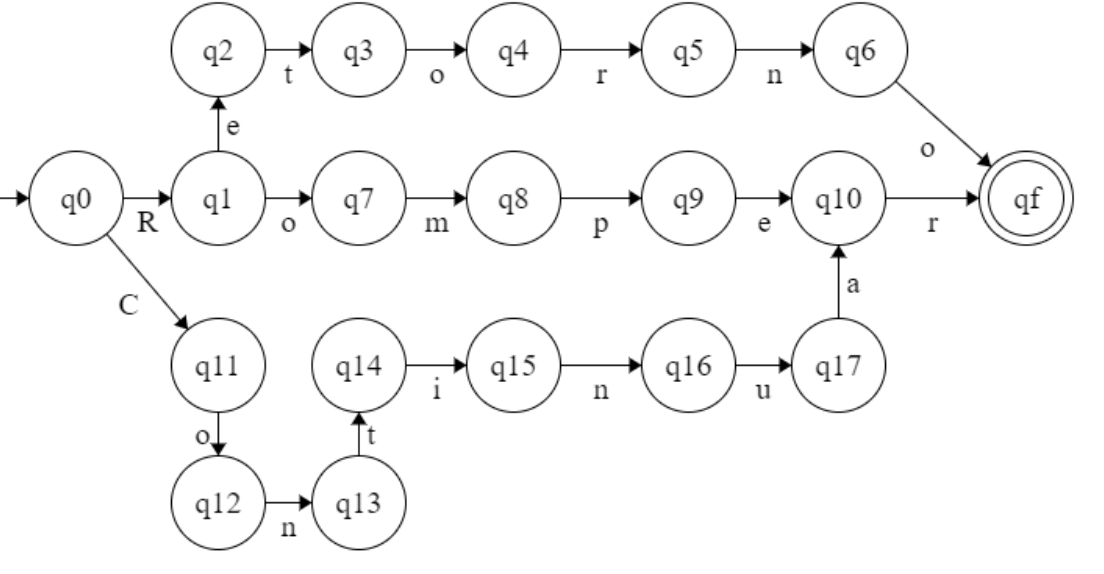 q2 q3 q4 q5 q6
t o r n
e o
q0 q1 q7 q8 q9 q10 qf
R o m p e r
C a
q11 q14 q15 q16 q17
i n u
o t
q12 q13
n